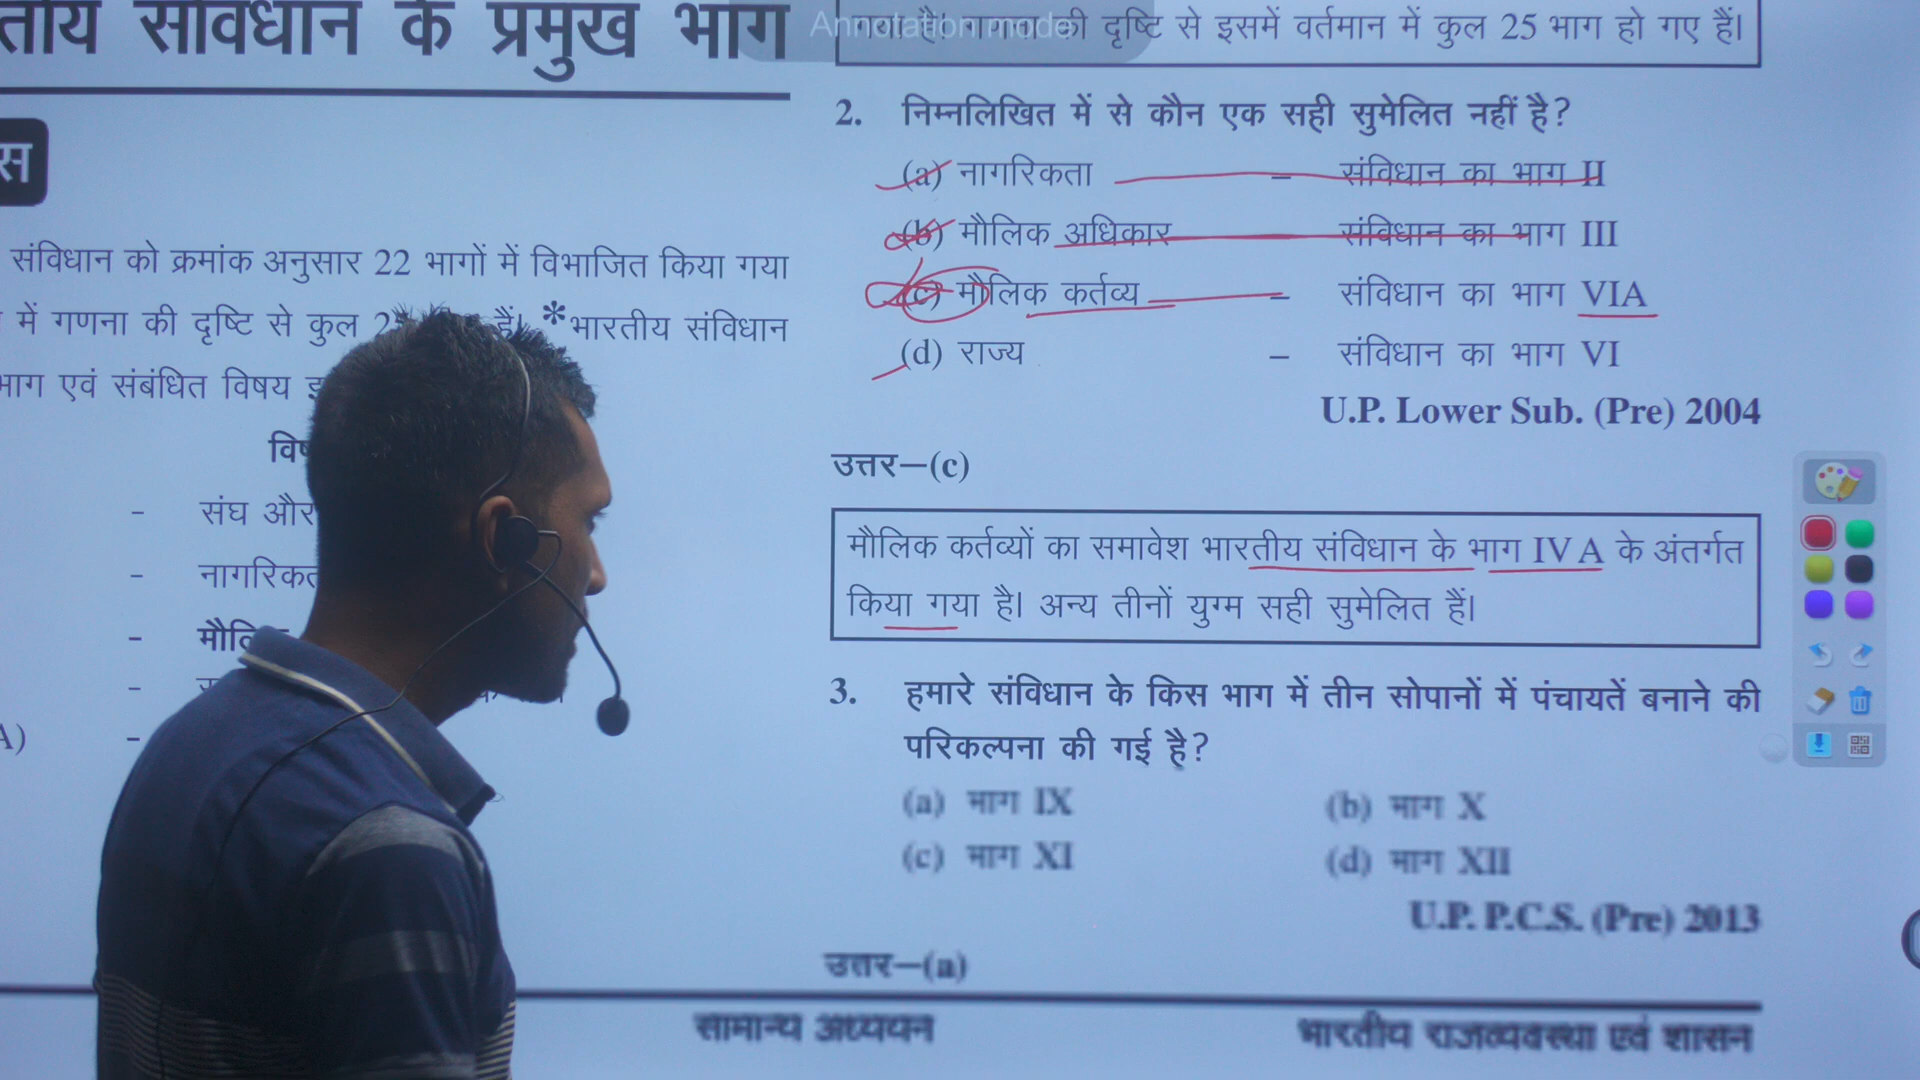 तीय संविधान के प्रमुख भाग
स
संविधान को क्रमांक अनुसार 22 भागों में विभाजित किया गया
में गणना की दृष्टि से कुल हैं। *भारतीय संविधान
भाग एवं संबंधित विषय
- संघ और
- नागरिकत
-
-
A) -
Annotation mode
गया है। गणना की दृष्टि से इसमें वर्तमान में कुल 25 भाग हो गए हैं।
2. निम्नलिखित में से कौन एक सही सुमेलित नहीं है?
(a) नागरिकता – संविधान का भाग II
(b) मौलिक अधिकार – संविधान का भाग III
(c) मौलिक कर्तव्य – संविधान का भाग VIA
(d) राज्य – संविधान का भाग VI
U.P. Lower Sub. (Pre) 2004
उत्तर—(c)
मौलिक कर्तव्यों का समावेश भारतीय संविधान के भाग IV A के अंतर्गत
किया गया है। अन्य तीनों युग्म सही सुमेलित हैं।
3. हमारे संविधान के किस भाग में तीन सोपानों में पंचायतें बनाने की
परिकल्पना की गई है?
(a) भाग IX (b) भाग X
(c) भाग XI (d) भाग XII
U.P. P.C.S. (Pre) 2013
उत्तर—(a)
सामान्य अध्ययन भारतीय राजव्यवस्था एवं शासन